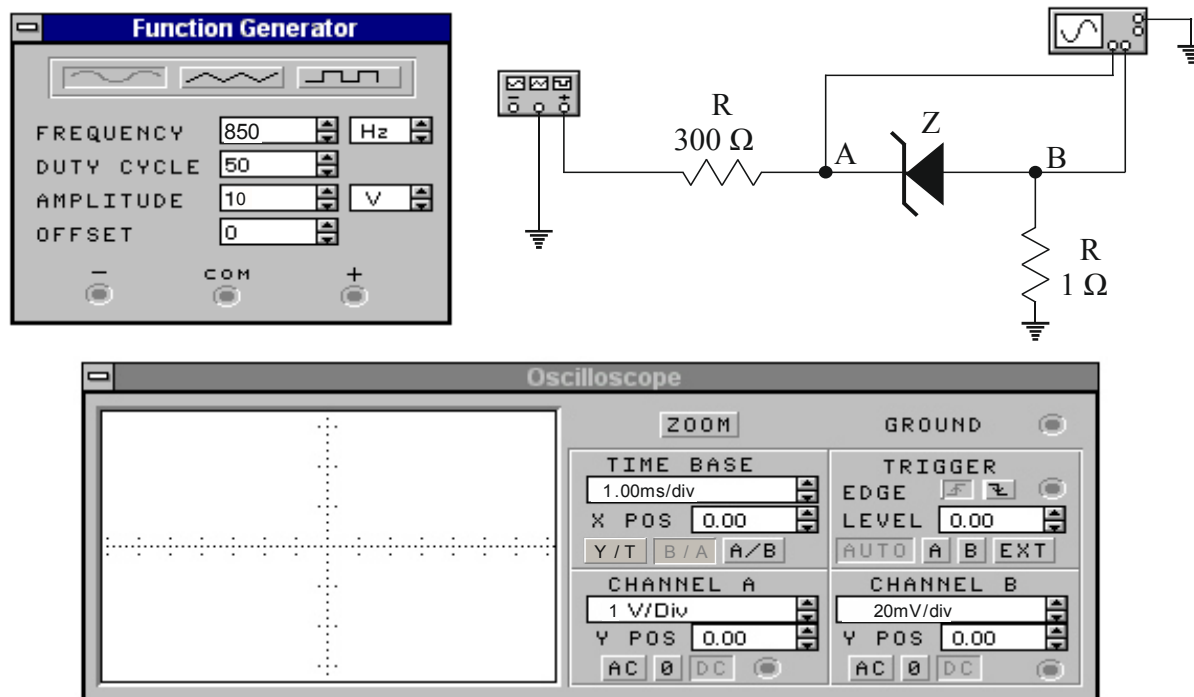 Function Generator
FREQUENCY 850 Hz
DUTY CYCLE 50
AMPLITUDE 10 V
OFFSET 0
− COM +
− +
R
300 Ω
A
Z
B
R
1 Ω
Oscilloscope
ZOOM
GROUND
TIME BASE
1.00ms/div
X POS 0.00
Y/T B/A A/B
TRIGGER
EDGE
LEVEL 0.00
AUTO A B EXT
CHANNEL A
1 V/Div
Y POS 0.00
AC 0 DC
CHANNEL B
20mV/div
Y POS 0.00
AC 0 DC